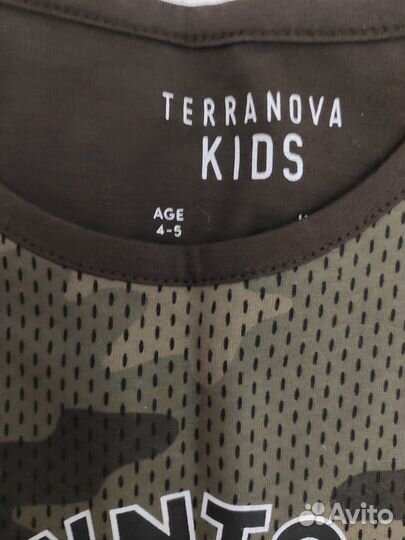 TERRANOVA
KIDS
AGE
4-5
Avito